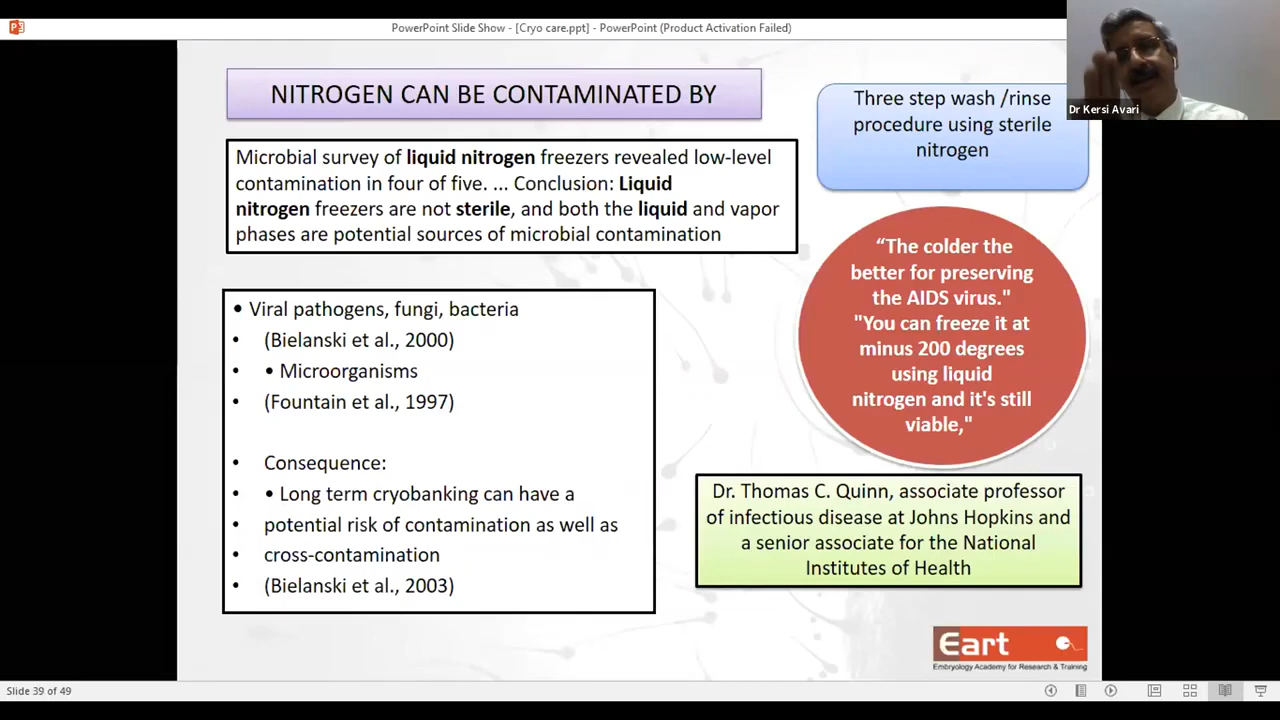 PowerPoint Slide Show - [Cryo care.ppt] - PowerPoint (Product Activation Failed)
NITROGEN CAN BE CONTAMINATED BY
Microbial survey of liquid nitrogen freezers revealed low-level
contamination in four of five. ... Conclusion: Liquid
nitrogen freezers are not sterile, and both the liquid and vapor
phases are potential sources of microbial contamination
• Viral pathogens, fungi, bacteria
• (Bielanski et al., 2000)
• • Microorganisms
• (Fountain et al., 1997)
• Consequence:
• • Long term cryobanking can have a
• potential risk of contamination as well as
• cross-contamination
• (Bielanski et al., 2003)
Three step wash /rinse
procedure using sterile
nitrogen
Dr Kersi Avari
“The colder the
better for preserving
the AIDS virus."
"You can freeze it at
minus 200 degrees
using liquid
nitrogen and it's still
viable,"
Dr. Thomas C. Quinn, associate professor
of infectious disease at Johns Hopkins and
a senior associate for the National
Institutes of Health
Eart
Embryology Academy for Research & Training
Slide 39 of 49